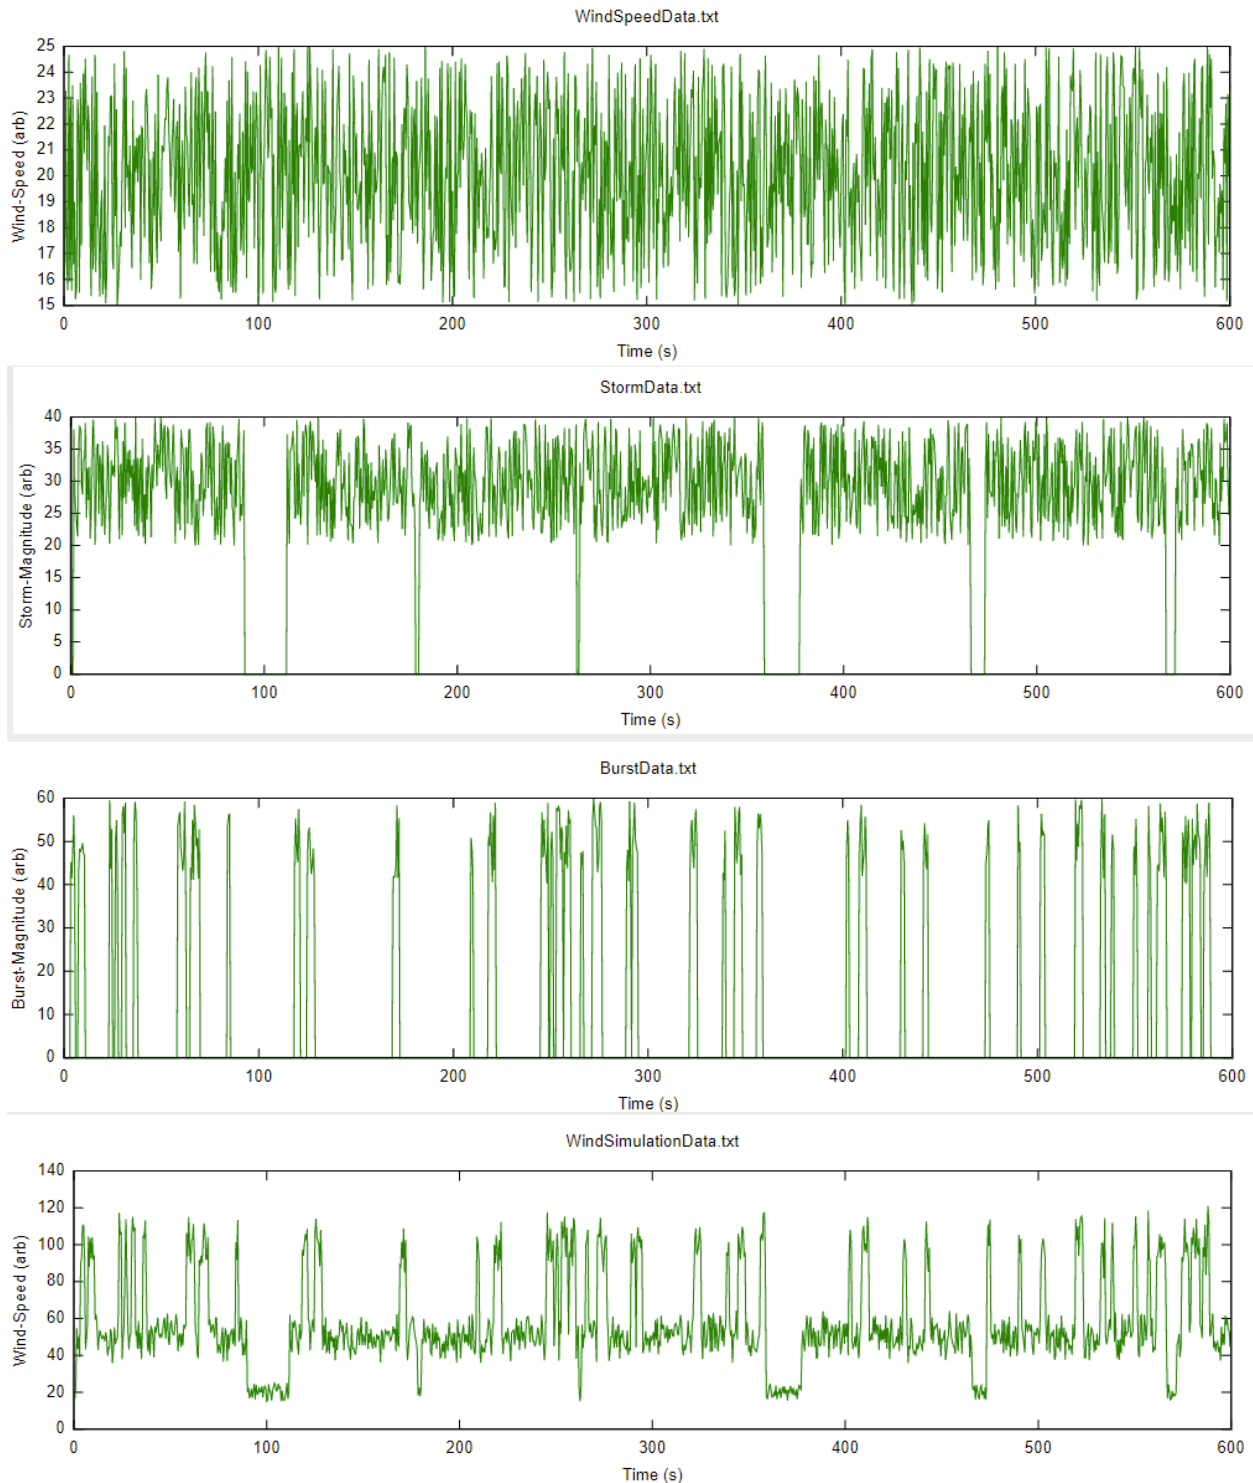 WindSpeedData.txt
25
24
23
22
21
20
19
18
17
16
15
Wind-Speed (arb)
0 100 200 300 400 500 600
Time (s)
StormData.txt
40
35
30
25
20
15
10
5
0
Storm-Magnitude (arb)
0 100 200 300 400 500 600
Time (s)
BurstData.txt
60
50
40
30
20
10
0
Burst-Magnitude (arb)
0 100 200 300 400 500 600
Time (s)
WindSimulationData.txt
140
120
100
80
60
40
20
0
Wind-Speed (arb)
0 100 200 300 400 500 600
Time (s)